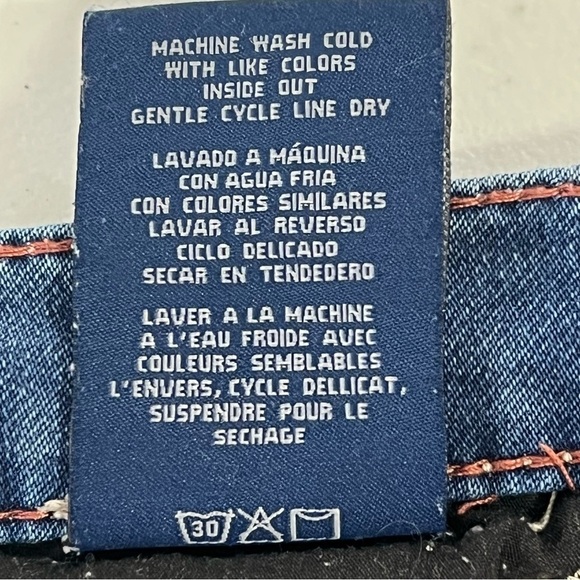 MACHINE WASH COLD
WITH LIKE COLORS
INSIDE OUT
GENTLE CYCLE LINE DRY
LAVADO A MÁQUINA
CON AGUA FRIA
CON COLORES SIMILARES
LAVAR AL REVERSO
CICLO DELICADO
SECAR EN TENDEDERO
LAVER A LA MACHINE
A L'EAU FROIDE AVEC
COULEURS SEMBLABLES
L'ENVERS, CYCLE DELLICAT,
SUSPENDRE POUR LE
SECHAGE
30